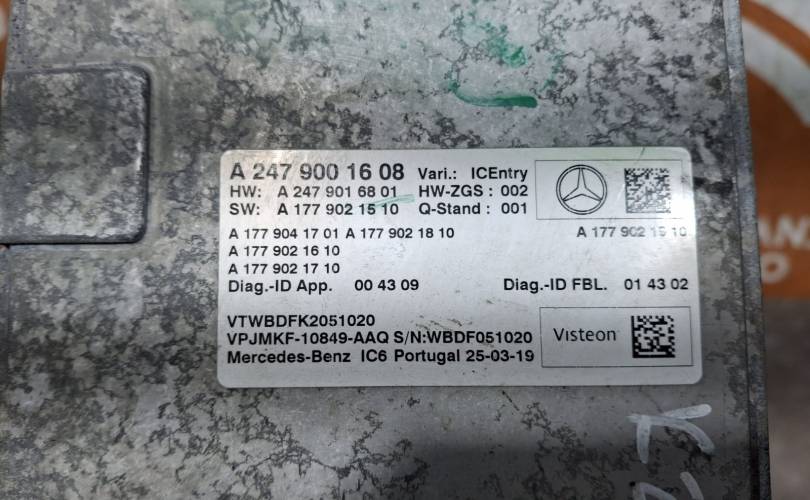 A 247 900 16 08 Vari.: ICEntry
HW: A 247 901 68 01 HW-ZGS : 002
SW: A 177 902 15 10 Q-Stand : 001
A 177 904 17 01 A 177 902 18 10 A 177 902 15 10
A 177 902 16 10
A 177 902 17 10
Diag.-ID App. 00 43 09 Diag.-ID FBL. 01 43 02
VTWBDFK2051020
VPJMKF-10849-AAQ S/N:WBDF051020
Mercedes-Benz IC6 Portugal 25-03-19
Visteon